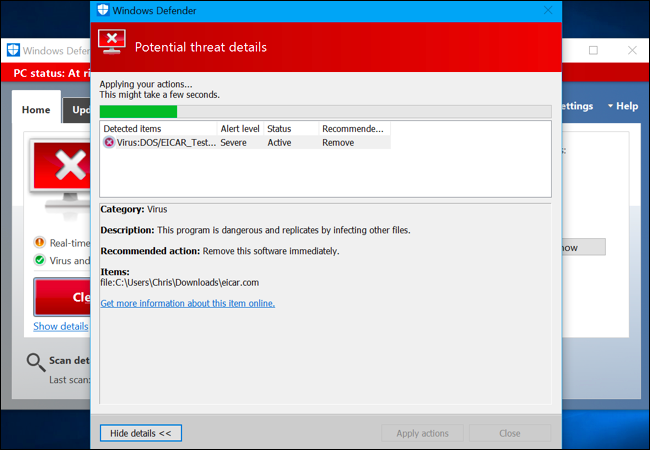 Windows Defender
Potential threat details
Windows Defen
PC status: At ri
Home
Upd
ettings
Help
Applying your actions...
This might take a few seconds.
Detected items Alert level Status Recommende...
Virus:DOS/EICAR_Test... Severe Active Remove
Category: Virus
Description: This program is dangerous and replicates by infecting other files.
Recommended action: Remove this software immediately.
Items:
file:C:\Users\Chris\Downloads\eicar.com
Get more information about this item online.
Real-time
Virus and
Cle
Show details
Scan det
Last scan:
s:
now
Hide details <<
Apply actions
Close